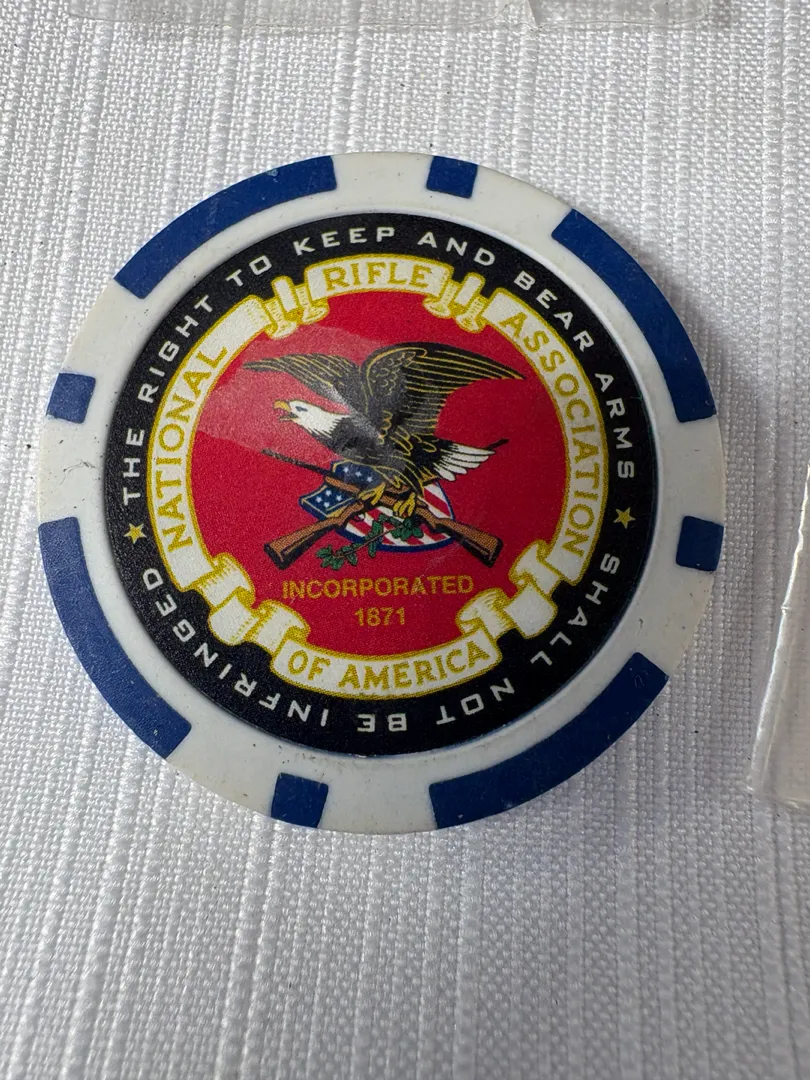 ★ THE RIGHT TO KEEP AND BEAR ARMS ★ SHALL NOT BE INFRINGED
NATIONAL RIFLE ASSOCIATION
INCORPORATED
1871
OF AMERICA